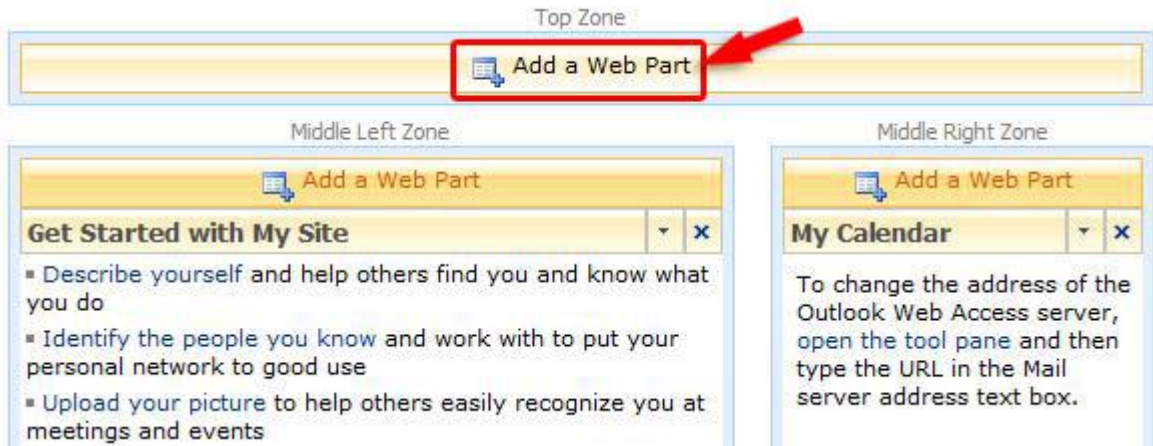 Top Zone
Add a Web Part
Middle Left Zone
Add a Web Part
Get Started with My Site
Describe yourself and help others find you and know what
you do
Identify the people you know and work with to put your
personal network to good use
Upload your picture to help others easily recognize you at
meetings and events
Middle Right Zone
Add a Web Part
My Calendar
To change the address of the
Outlook Web Access server,
open the tool pane and then
type the URL in the Mail
server address text box.